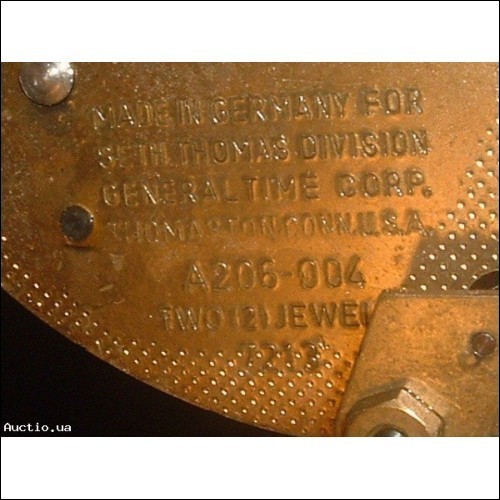 MADE IN GERMANY FOR
SETH THOMAS DIVISION
GENERAL TIME CORP.
THOMASTON, CONN. U.S.A.
A206-004
TWO (2) JEWEL
7213
Auctio.ua